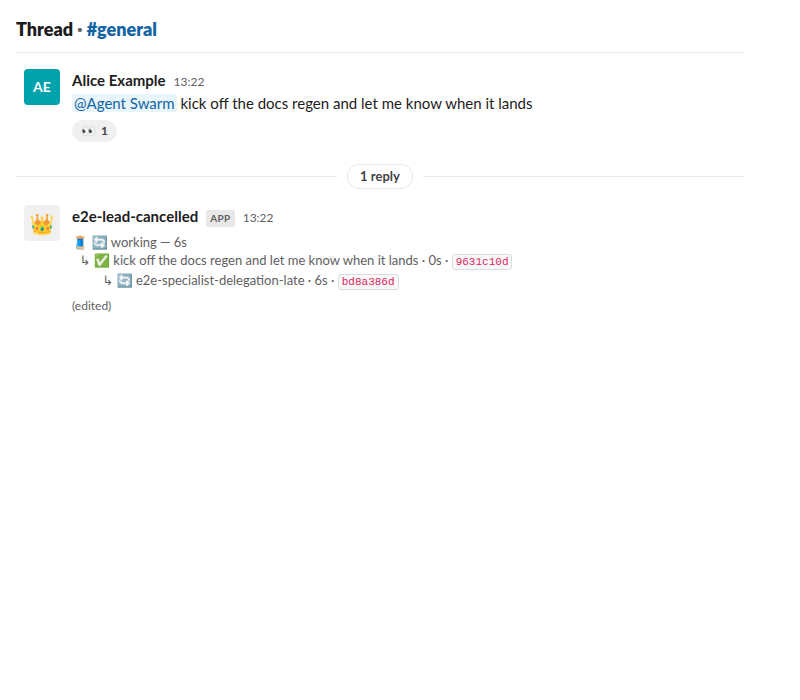 Thread • #general
AE
Alice Example 13:22
@Agent Swarm kick off the docs regen and let me know when it lands
👀 1
1 reply
e2e-lead-cancelled APP 13:22
🧵 🔄 working — 6s
↳ ✅ kick off the docs regen and let me know when it lands · 0s · 9631c10d
↳ 🔄 e2e-specialist-delegation-late · 6s · bd8a386d
(edited)